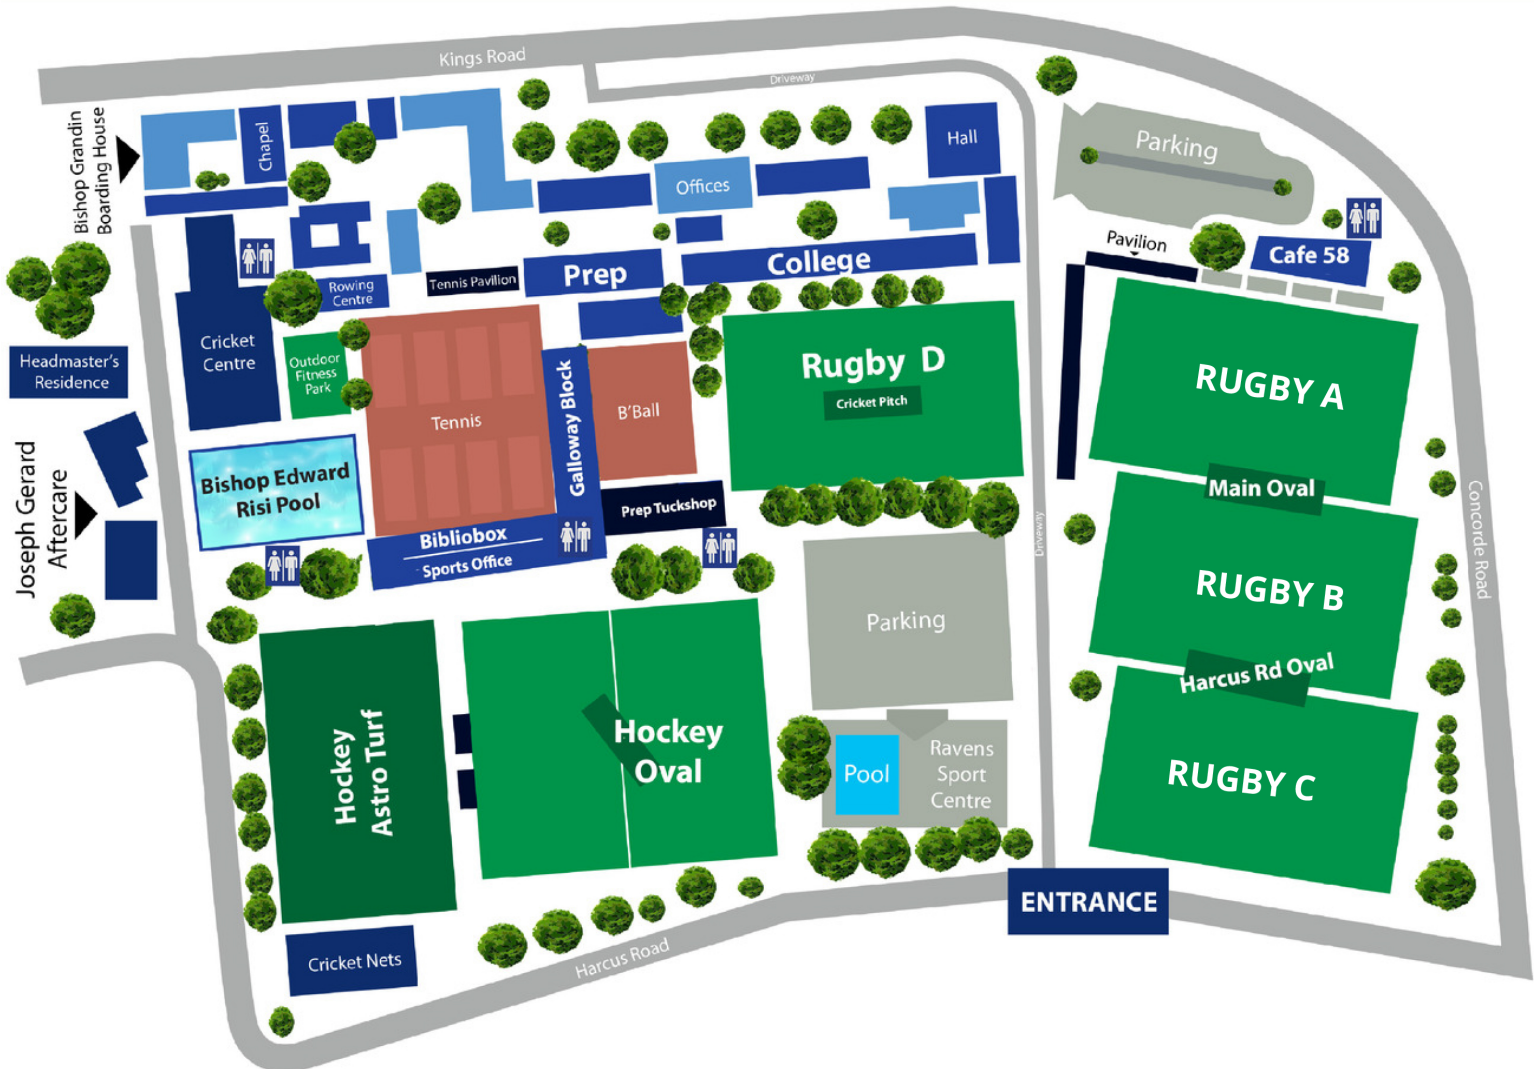 Kings Road
Driveway
Bishop Grandin
Boarding House
Chapel
Hall
Parking
Offices
Pavilion
Cafe 58
College
Prep
Tennis Pavilion
Rowing
Centre
Cricket
Centre
Headmaster's
Residence
Outdoor
Fitness
Park
Tennis
Galloway Block
B'Ball
Rugby D
Cricket Pitch
RUGBY A
Main Oval
Joseph Gerard
Aftercare
Bishop Edward
Risi Pool
Prep Tuckshop
Bibliobox
Sports Office
Driveway
Concorde Road
Parking
RUGBY B
Harcus Rd Oval
Hockey
Astro Turf
Hockey
Oval
Pool
Ravens
Sport
Centre
RUGBY C
ENTRANCE
Cricket Nets
Harcus Road